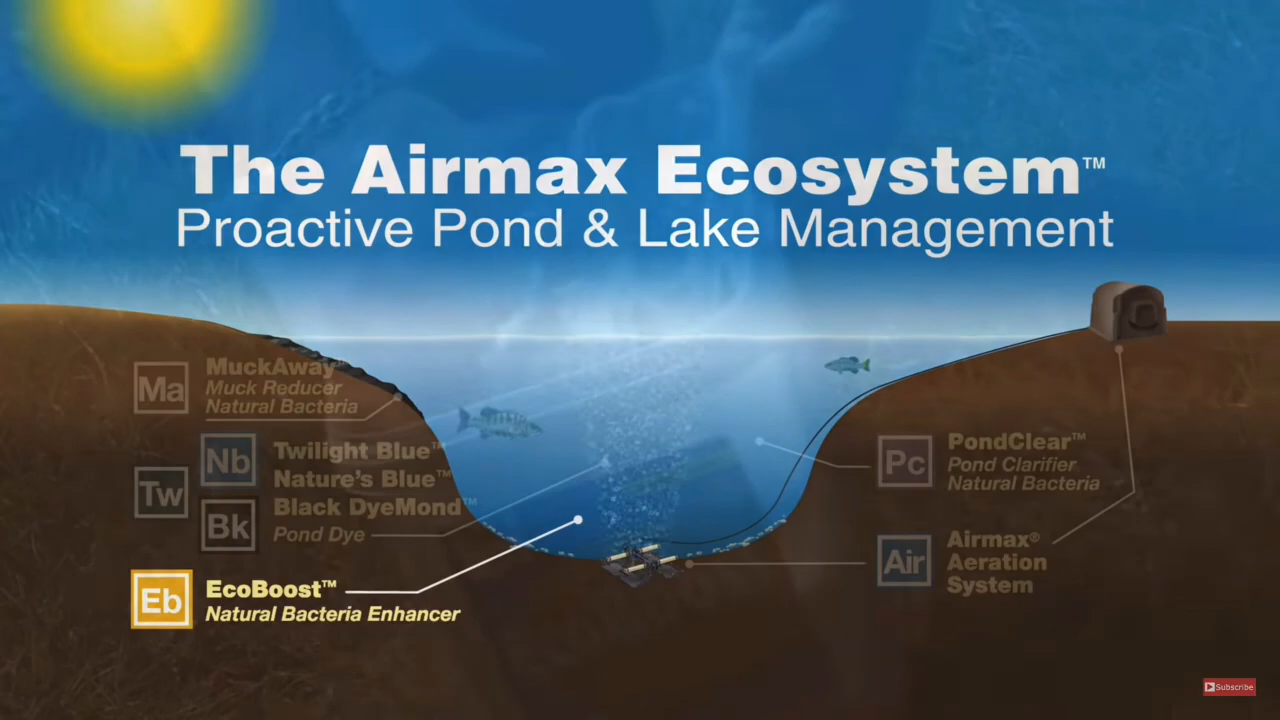 The Airmax Ecosystem™
Proactive Pond & Lake Management
Ma
MuckAway™
Muck Reducer
Natural Bacteria
Nb
Tw
Bk
Twilight Blue™
Nature's Blue™
Black DyeMond™
Pond Dye
Eb
EcoBoost™
Natural Bacteria Enhancer
Pc
PondClear™
Pond Clarifier
Natural Bacteria
Air
Airmax®
Aeration
System
Subscribe